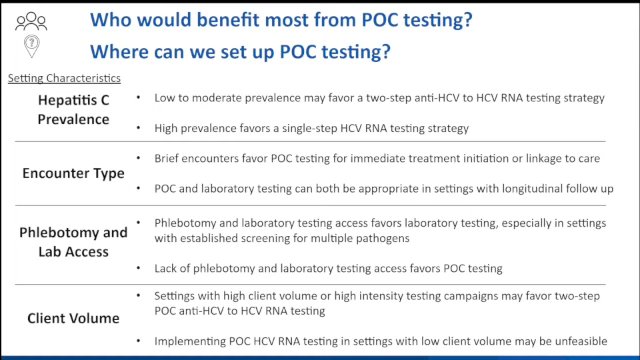 Who would benefit most from POC testing?
Where can we set up POC testing?
?
Setting Characteristics
Hepatitis C
Prevalence
• Low to moderate prevalence may favor a two-step anti-HCV to HCV RNA testing strategy
• High prevalence favors a single-step HCV RNA testing strategy
Encounter Type
• Brief encounters favor POC testing for immediate treatment initiation or linkage to care
• POC and laboratory testing can both be appropriate in settings with longitudinal follow up
Phlebotomy and
Lab Access
• Phlebotomy and laboratory testing access favors laboratory testing, especially in settings
with established screening for multiple pathogens
• Lack of phlebotomy and laboratory testing access favors POC testing
Client Volume
• Settings with high client volume or high intensity testing campaigns may favor two-step
POC anti-HCV to HCV RNA testing
• Implementing POC HCV RNA testing in settings with low client volume may be unfeasible